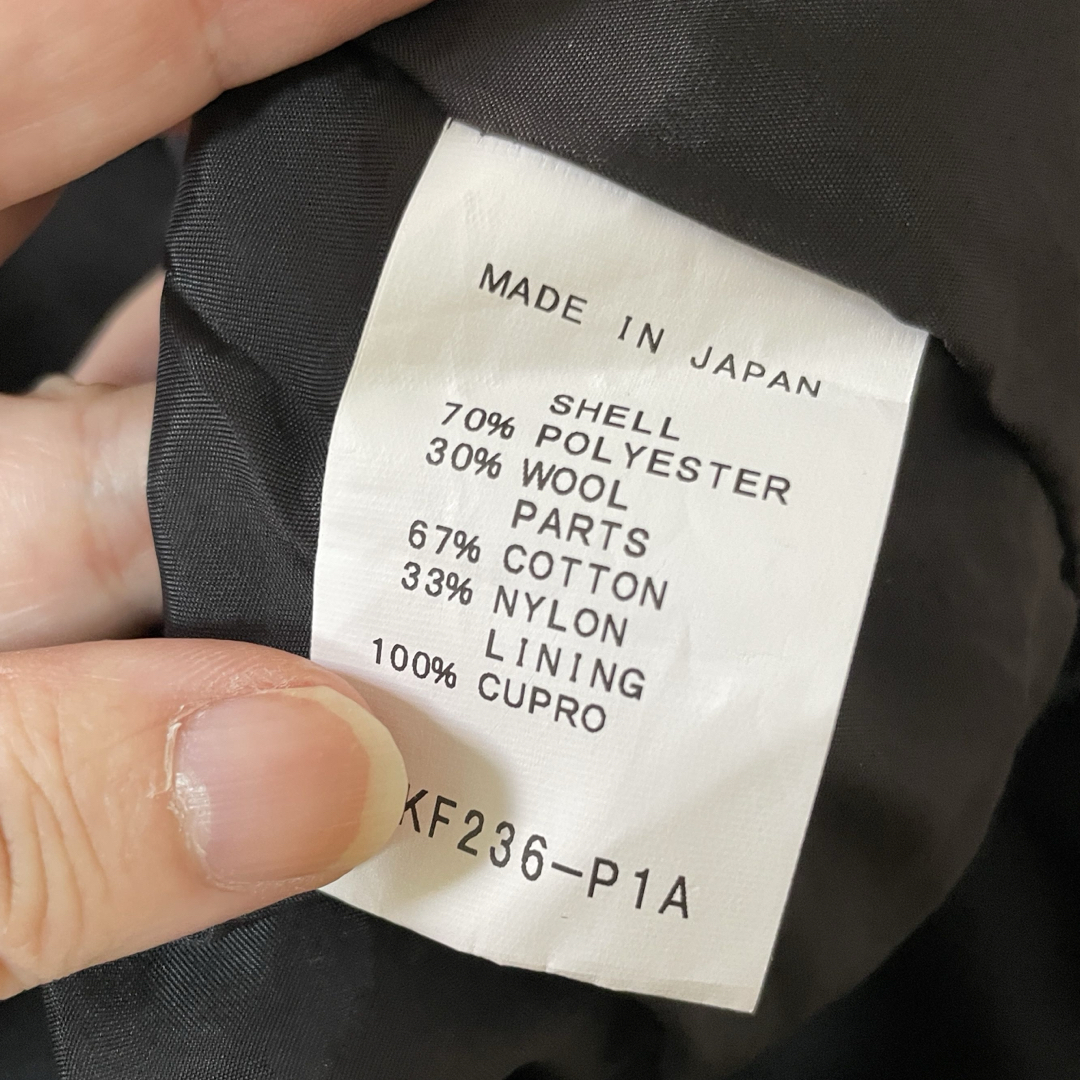 MADE IN JAPAN
SHELL
70% POLYESTER
30% WOOL
PARTS
67% COTTON
33% NYLON
LINING
100% CUPRO
KF236-P1A